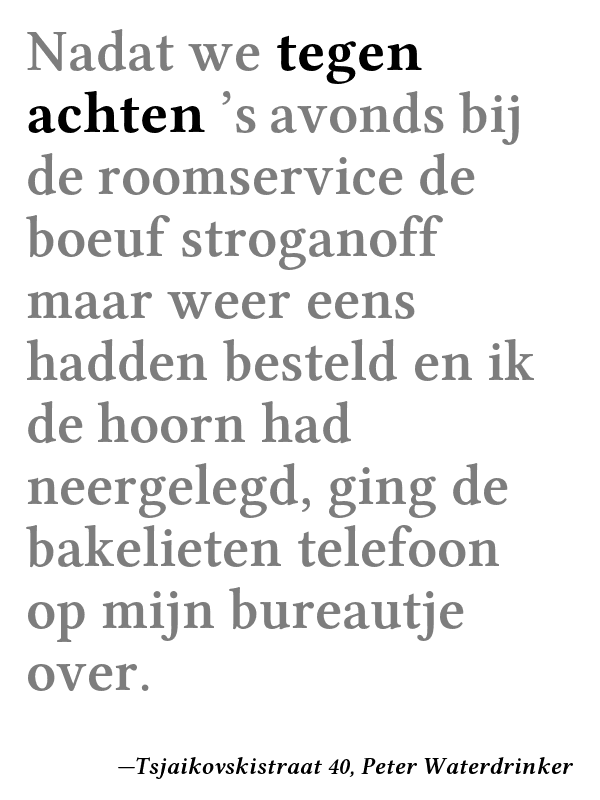 Nadat we tegen
achten ’s avonds bij
de roomservice de
boeuf stroganoff
maar weer eens
hadden besteld en ik
de hoorn had
neergelegd, ging de
bakelieten telefoon
op mijn bureautje
over.
—Tsjaikovskistraat 40, Peter Waterdrinker